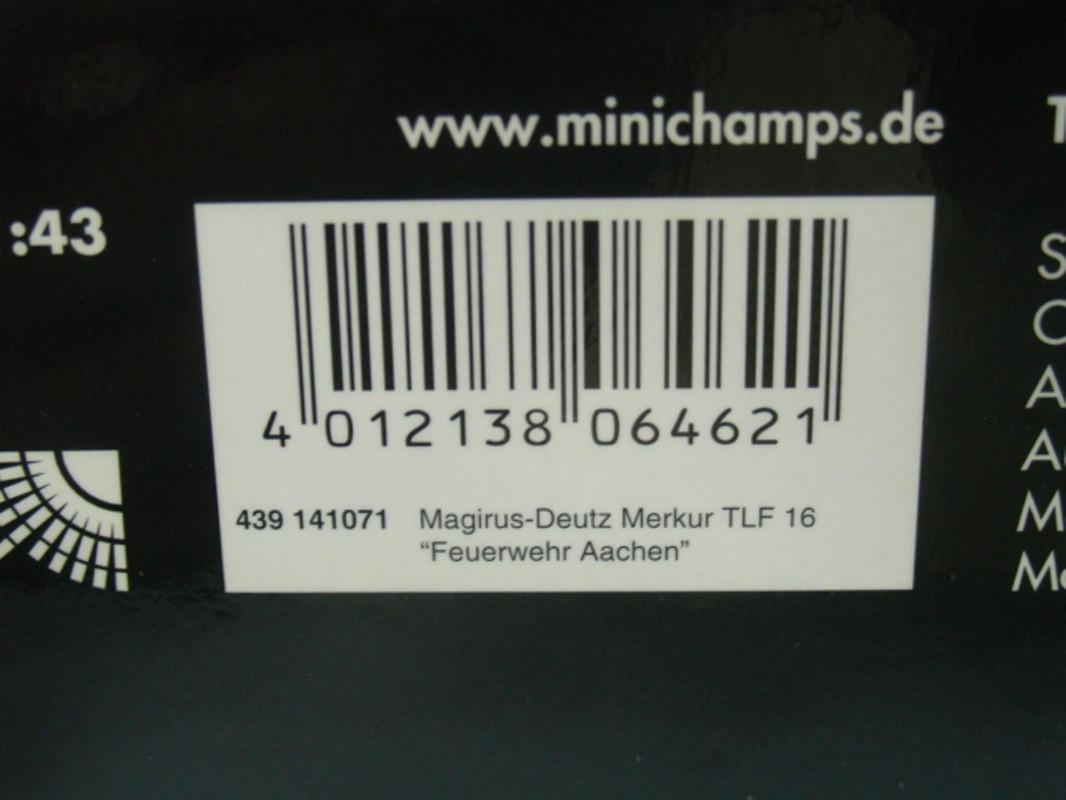 www.minichamps.de
:43
4 012138 064621
439 141071 Magirus-Deutz Merkur TLF 16
“Feuerwehr Aachen”